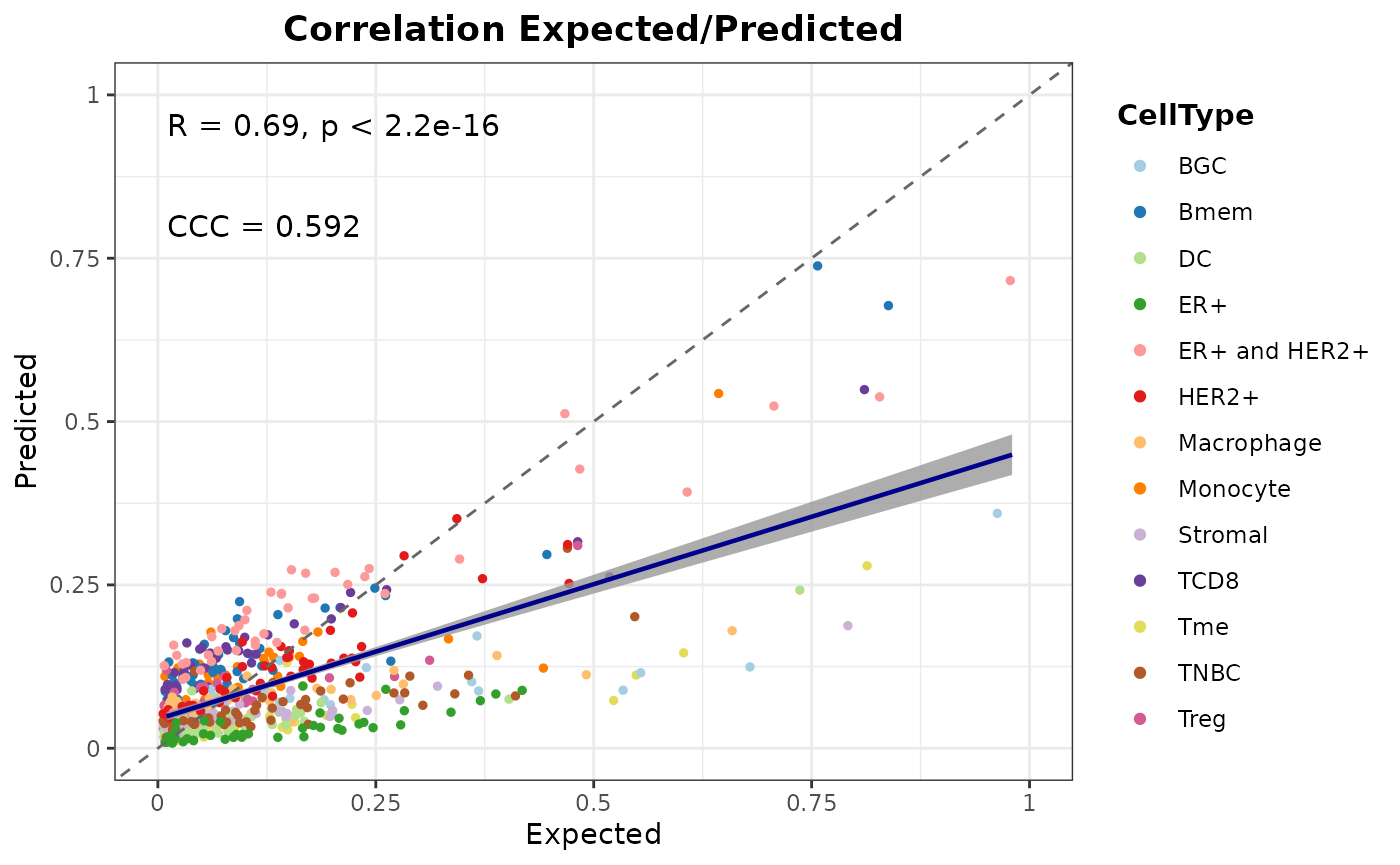 Correlation Expected/Predicted
R = 0.69, p < 2.2e-16
CCC = 0.592
1
0.75
0.5
0.25
0
Predicted
0
0.25
0.5
0.75
1
Expected
CellType
BGC
Bmem
DC
ER+
ER+ and HER2+
HER2+
Macrophage
Monocyte
Stromal
TCD8
Tme
TNBC
Treg